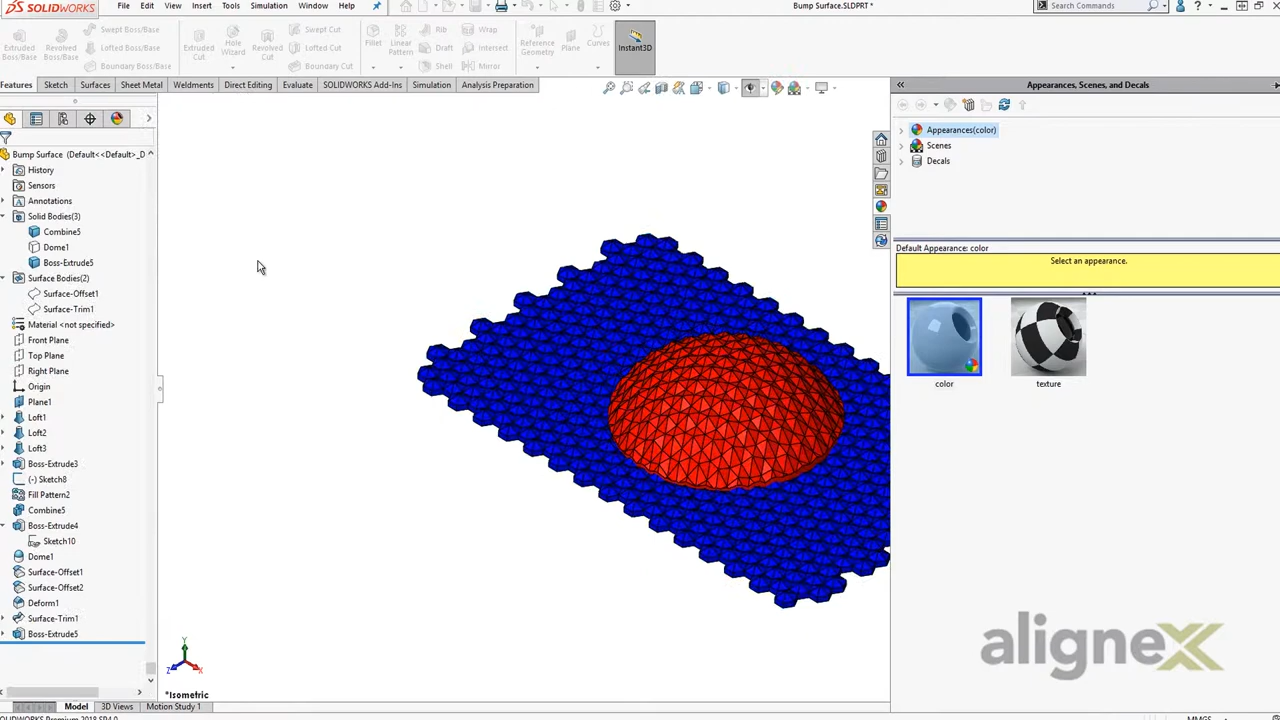 SOLIDWORKS File Edit View Insert Tools Simulation Window Help Bump Surface.SLDPRT * Search Commands
Extruded Boss/Base
Revolved Boss/Base
Swept Boss/Base
Lofted Boss/Base
Boundary Boss/Base
Extruded Cut
Hole Wizard
Revolved Cut
Swept Cut
Lofted Cut
Boundary Cut
Fillet
Linear Pattern
Rib
Draft
Shell
Wrap
Intersect
Mirror
Reference Geometry
Plane
Curves
Instant3D
Features Sketch Surfaces Sheet Metal Weldments Direct Editing Evaluate SOLIDWORKS Add-Ins Simulation Analysis Preparation
Bump Surface (Default<<Default>_D
History
Sensors
Annotations
Solid Bodies(3)
Combine5
Dome1
Boss-Extrude5
Surface Bodies(2)
Surface-Offset1
Surface-Trim1
Material <not specified>
Front Plane
Top Plane
Right Plane
Origin
Plane1
Loft1
Loft2
Loft3
Boss-Extrude3
(-) Sketch8
Fill Pattern2
Combine5
Boss-Extrude4
Sketch10
Dome1
Surface-Offset1
Surface-Offset2
Deform1
Surface-Trim1
Boss-Extrude5
Y
Z X
*Isometric
Model 3D Views Motion Study 1
SOLIDWORKS Premium 2018 SP4.0
MMGS
Appearances, Scenes, and Decals
Appearances(color)
Scenes
Decals
Default Appearance: color
Select an appearance.
color texture
alignex